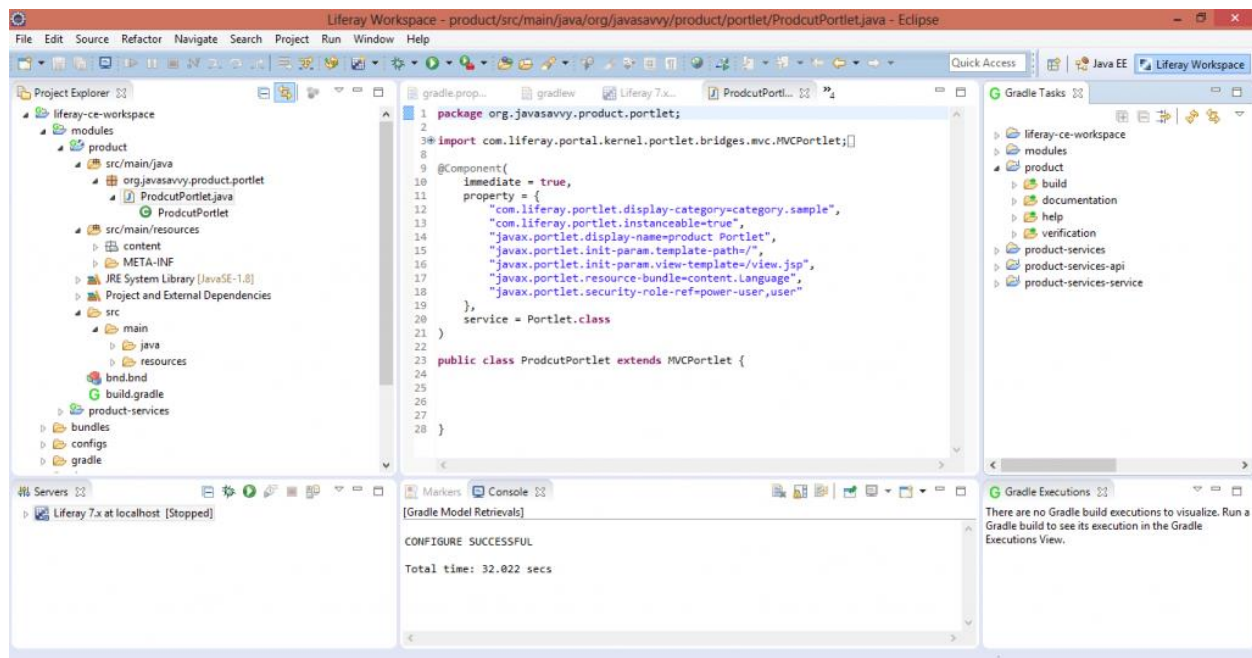 Liferay Workspace - product/src/main/java/org/javasavvy/product/portlet/ProdcutPortlet.java - Eclipse
File Edit Source Refactor Navigate Search Project Run Window Help
Quick Access
Java EE
Liferay Workspace
Project Explorer
liferay-ce-workspace
modules
product
src/main/java
org.javasavvy.product.portlet
ProdcutPortlet.java
ProdcutPortlet
src/main/resources
content
META-INF
JRE System Library [JavaSE-1.8]
Project and External Dependencies
src
main
java
resources
bnd.bnd
build.gradle
product-services
bundles
configs
gradle
gradle.prop...
gradlew
Liferay 7.x...
ProdcutPortl...
4
1 package org.javasavvy.product.portlet;
2
3 import com.liferay.portal.kernel.portlet.bridges.mvc.MVCPortlet;
8
9 @Component(
10 immediate = true,
11 property = {
12 "com.liferay.portlet.display-category=category.sample",
13 "com.liferay.portlet.instanceable=true",
14 "javax.portlet.display-name=product Portlet",
15 "javax.portlet.init-param.template-path=/",
16 "javax.portlet.init-param.view-template=/view.jsp",
17 "javax.portlet.resource-bundle=content.Language",
18 "javax.portlet.security-role-ref=power-user,user"
19 },
20 service = Portlet.class
21 )
22
23 public class ProdcutPortlet extends MVCPortlet {
24
25
26
27
28 }
Gradle Tasks
liferay-ce-workspace
modules
product
build
documentation
help
verification
product-services
product-services-api
product-services-service
Servers
Liferay 7.x at localhost [Stopped]
Markers
Console
[Gradle Model Retrievals]
CONFIGURE SUCCESSFUL
Total time: 32.022 secs
Gradle Executions
There are no Gradle build executions to visualize. Run a
Gradle build to see its execution in the Gradle
Executions View.